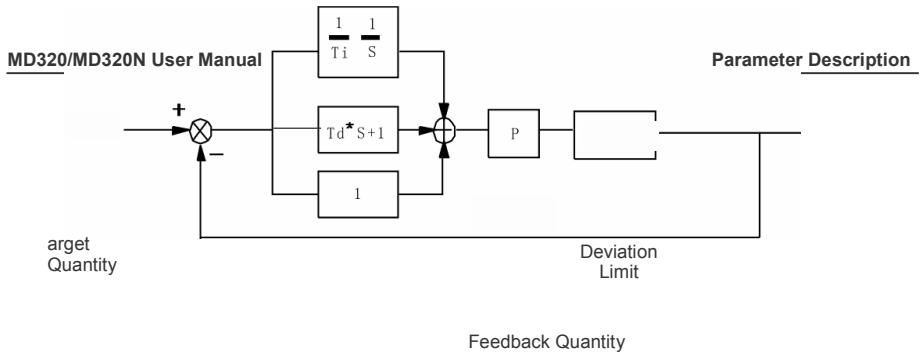 MD320/MD320N User Manual
Parameter Description
1 1
Ti S
+
Td*S+1
P
−
1
arget
Quantity
Deviation
Limit
Feedback Quantity